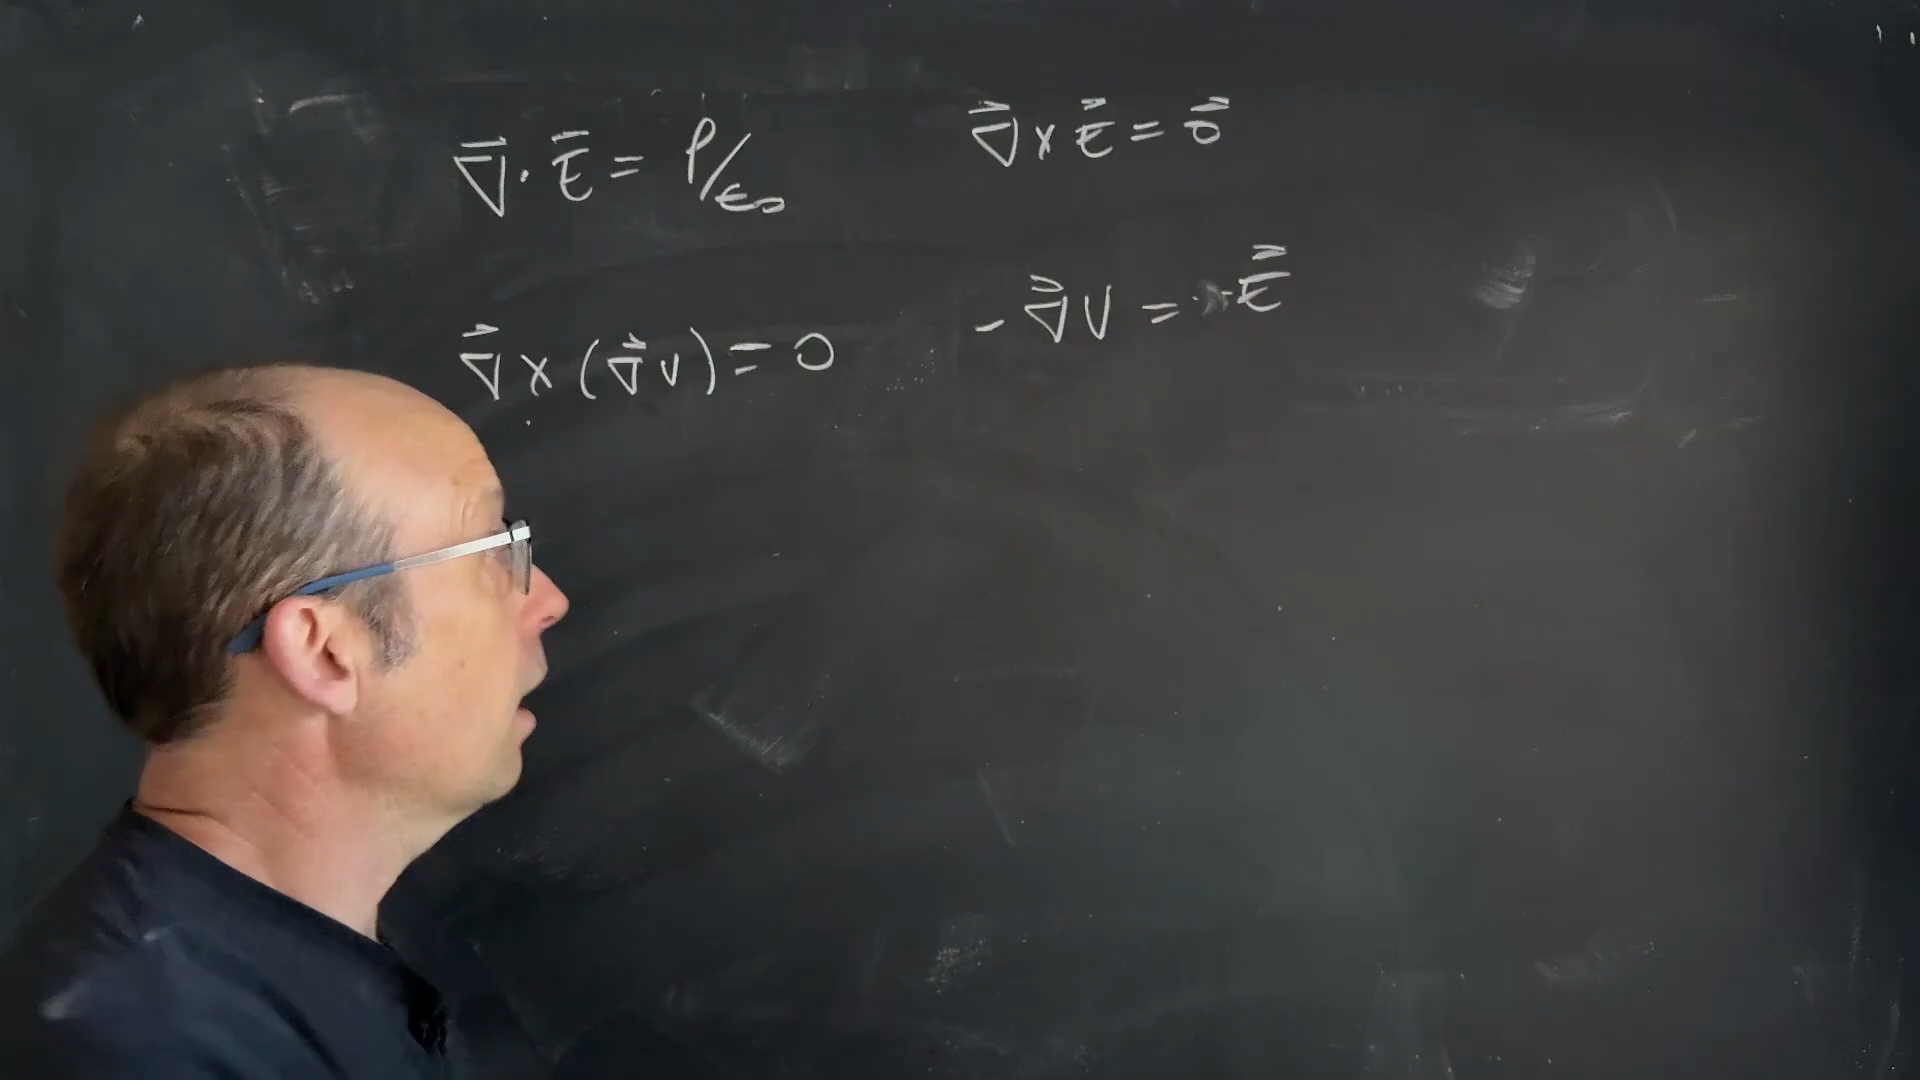 ∇⃗ · E⃗ = ρ/ε₀
∇⃗ × E⃗ = 0⃗
∇⃗ × (∇⃗ V) = 0
- ∇⃗ V = E⃗